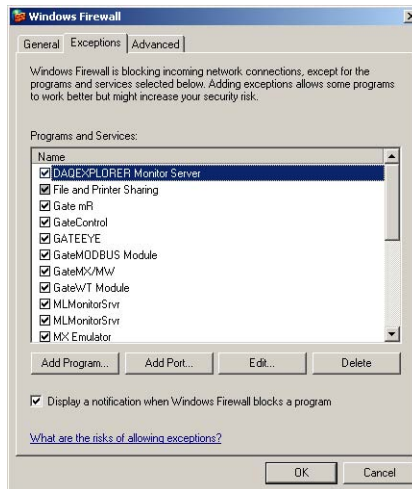 Windows Firewall
General Exceptions Advanced
Windows Firewall is blocking incoming network connections, except for the
programs and services selected below. Adding exceptions allows some programs
to work better but might increase your security risk.
Programs and Services:
Name
DAQEXPLORER Monitor Server
File and Printer Sharing
Gate mR
GateControl
GATEEYE
GateMODBUS Module
GateMX/MW
GateWT Module
MLMonitorSrvr
MLMonitorSrvr
MX Emulator
Add Program... Add Port... Edit... Delete
Display a notification when Windows Firewall blocks a program
What are the risks of allowing exceptions?
OK Cancel